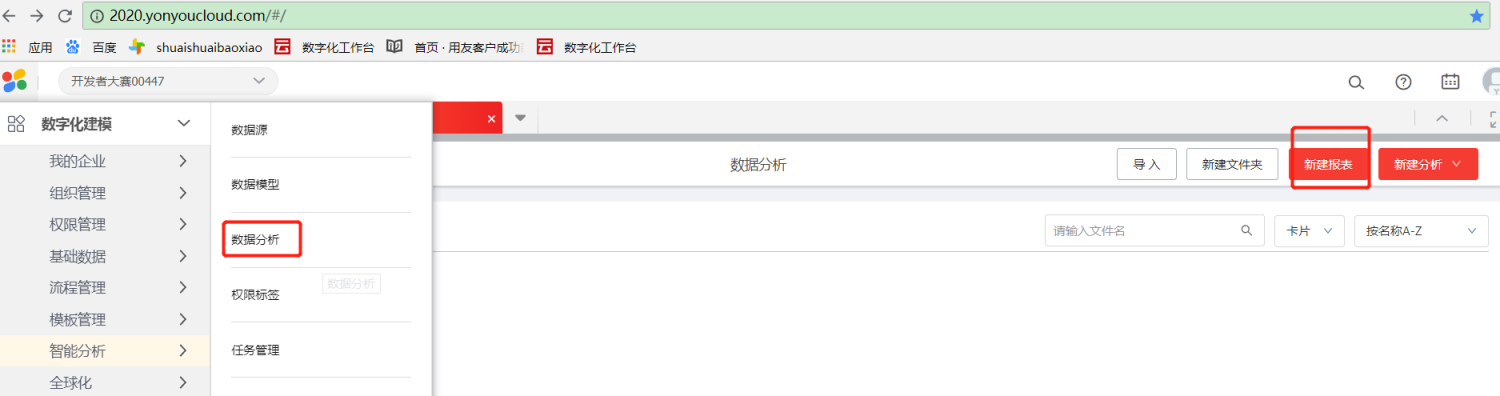 2020.yonyoucloud.com/#/
应用 百度 shuaishuaibaoxiao 数字化工作台 首页·用友客户成功 数字化工作台
开发者大赛00447
数字化建模
我的企业
组织管理
权限管理
基础数据
流程管理
模板管理
智能分析
全球化
数据源
数据模型
数据分析
权限标签
任务管理
数据分析
数据分析 导入 新建文件夹 新建报表 新建分析
请输入文件名 卡片 按名称A-Z